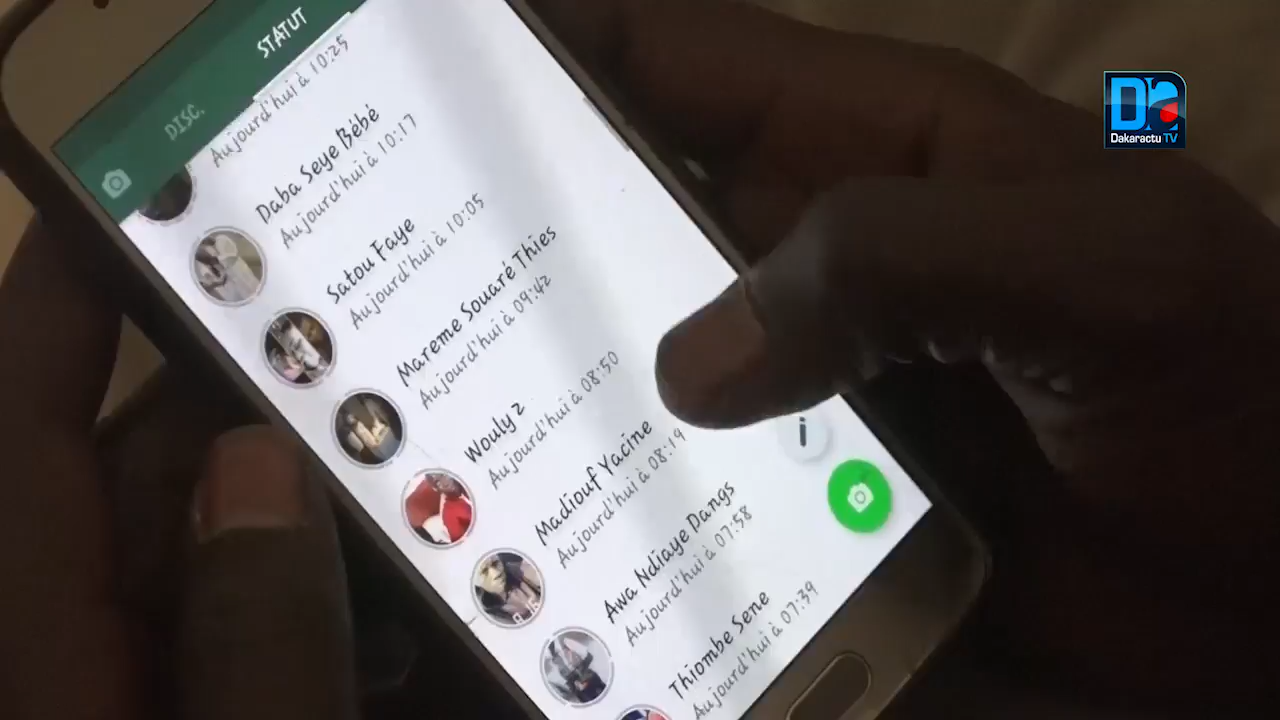 STATUT
DISC.
Aujourd'hui à 10:25
Daba Seye Bébé
Aujourd'hui à 10:17
Satou Faye
Aujourd'hui à 10:05
Mareme Souaré Thies
Aujourd'hui à 09:42
Wouly 2
Aujourd'hui à 08:50
Madiouf Yacine
Aujourd'hui à 08:19
Awa Ndiaye Dangs
Aujourd'hui à 07:58
Thiombe Sene
Aujourd'hui à 07:39
Dakaractu TV